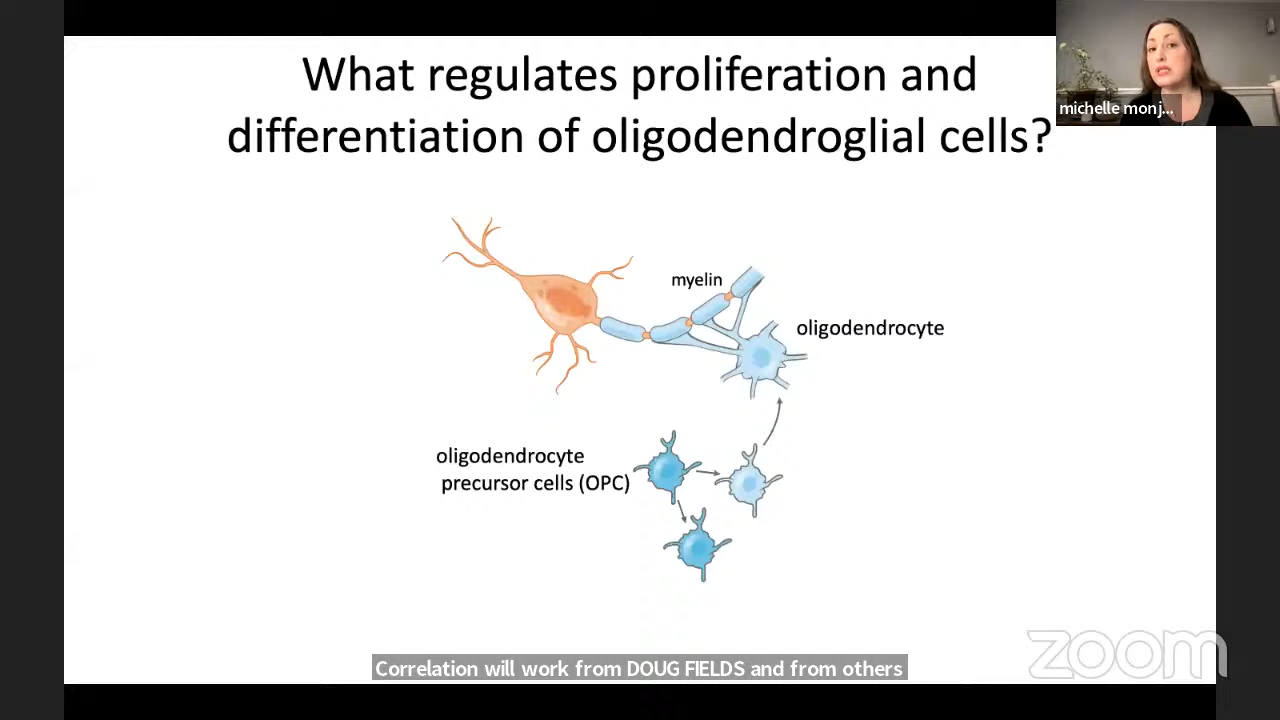 What regulates proliferation and
differentiation of oligodendroglial cells?
michelle monj...
myelin
oligodendrocyte
oligodendrocyte
precursor cells (OPC)
Correlation will work from DOUG FIELDS and from others
zoom